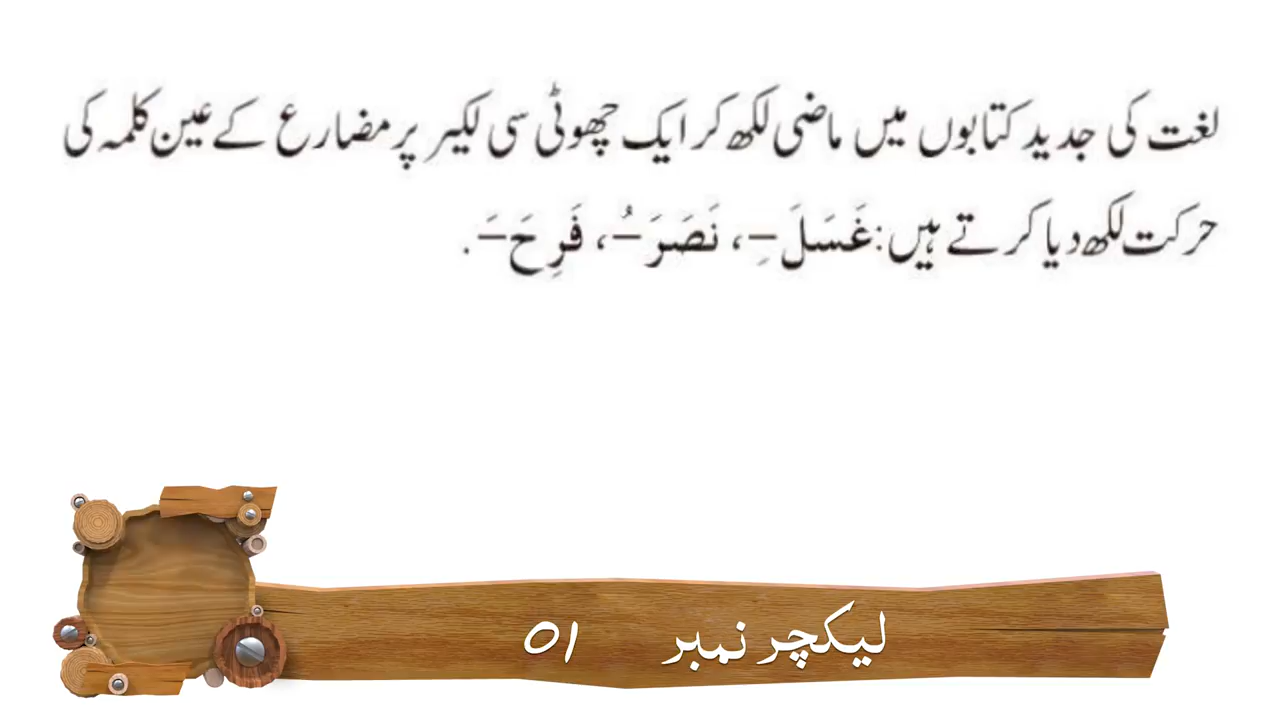 لغت کی جدید کتابوں میں ماضی لکھ کر ایک چھوٹی سی لکیر پر مضارع کے عین کلمہ کی
حرکت لکھ دیا کرتے ہیں: غَسَلَ –ِ، نَصَرَ –ُ، فَرِحَ –َ.
لیکچر نمبر 01